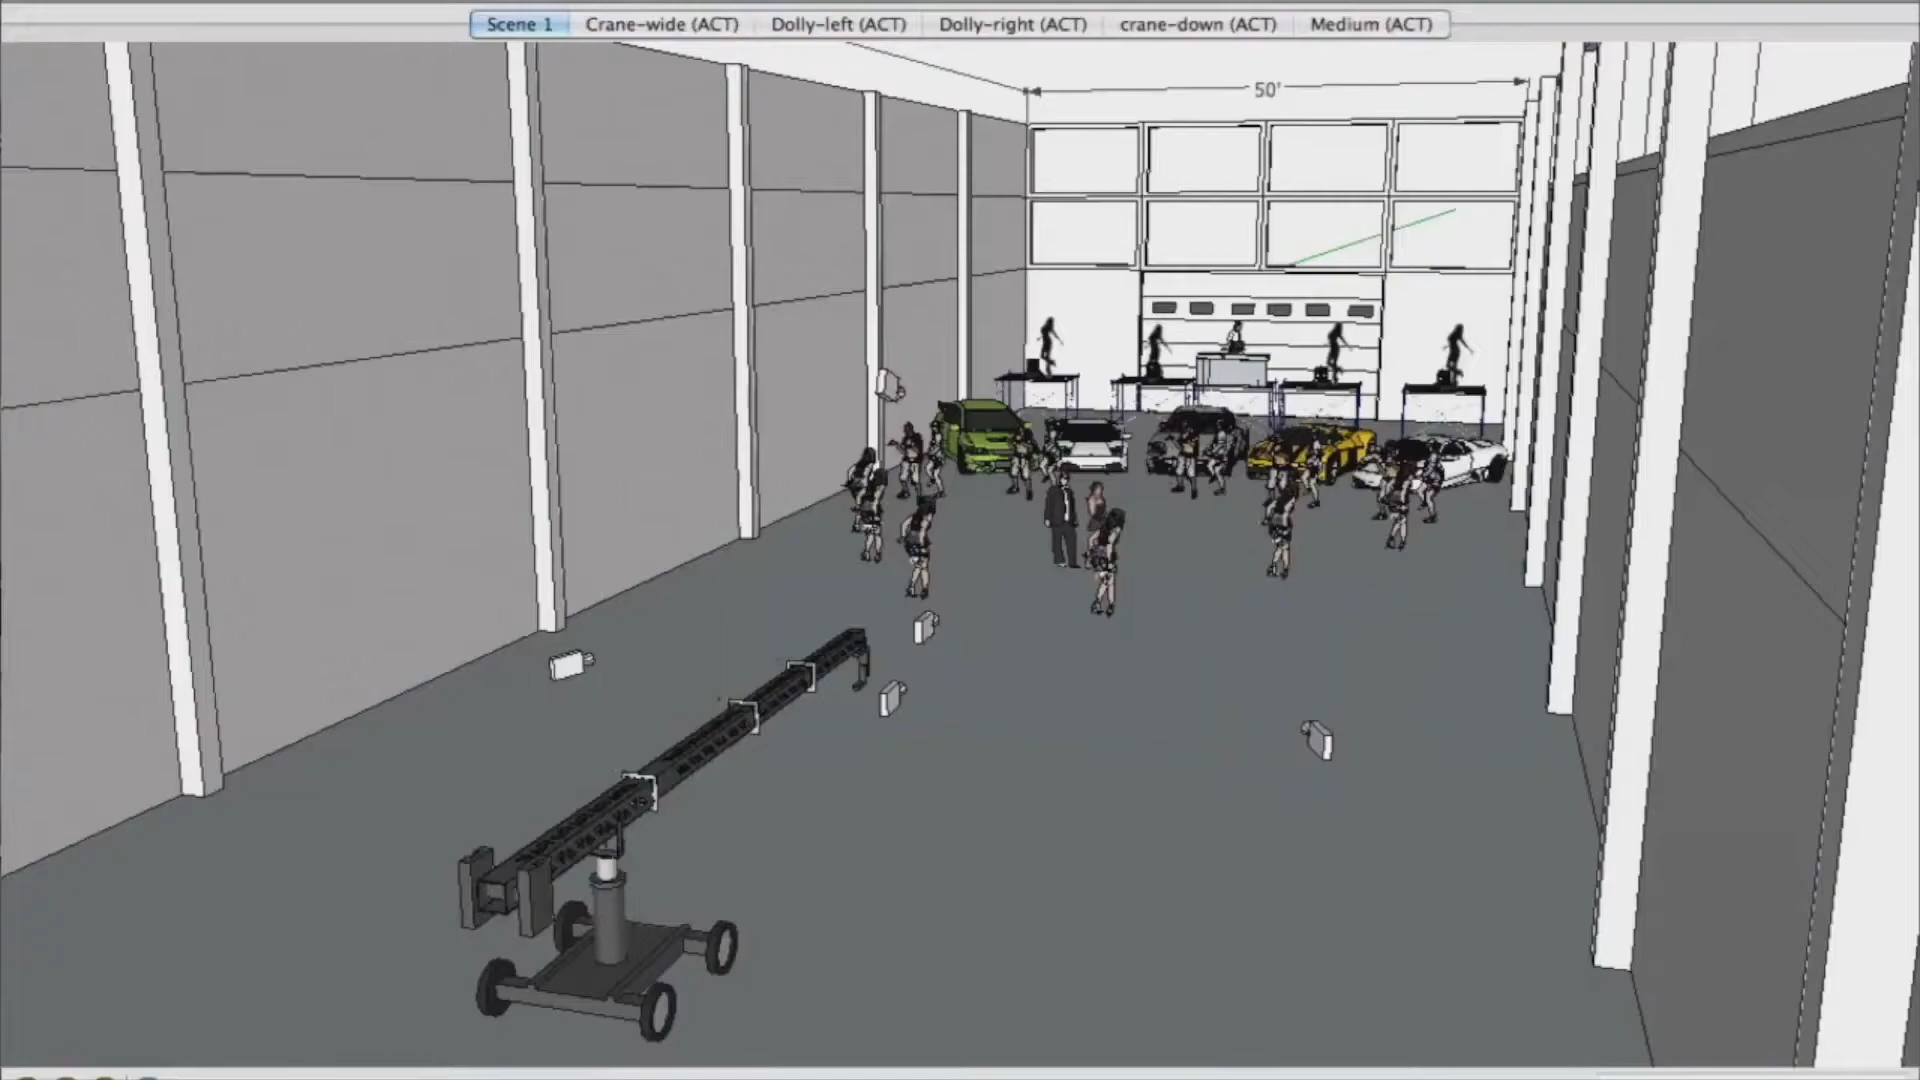 Scene 1 Crane-wide (ACT) Dolly-left (ACT) Dolly-right (ACT) crane-down (ACT) Medium (ACT)
50'